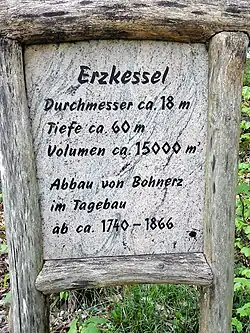 Erzkessel
Durchmesser ca. 18 m
Tiefe ca. 60 m
Volumen ca. 15000 m³
Abbau von Bohnerz
im Tagebau
ab ca. 1740 – 1866